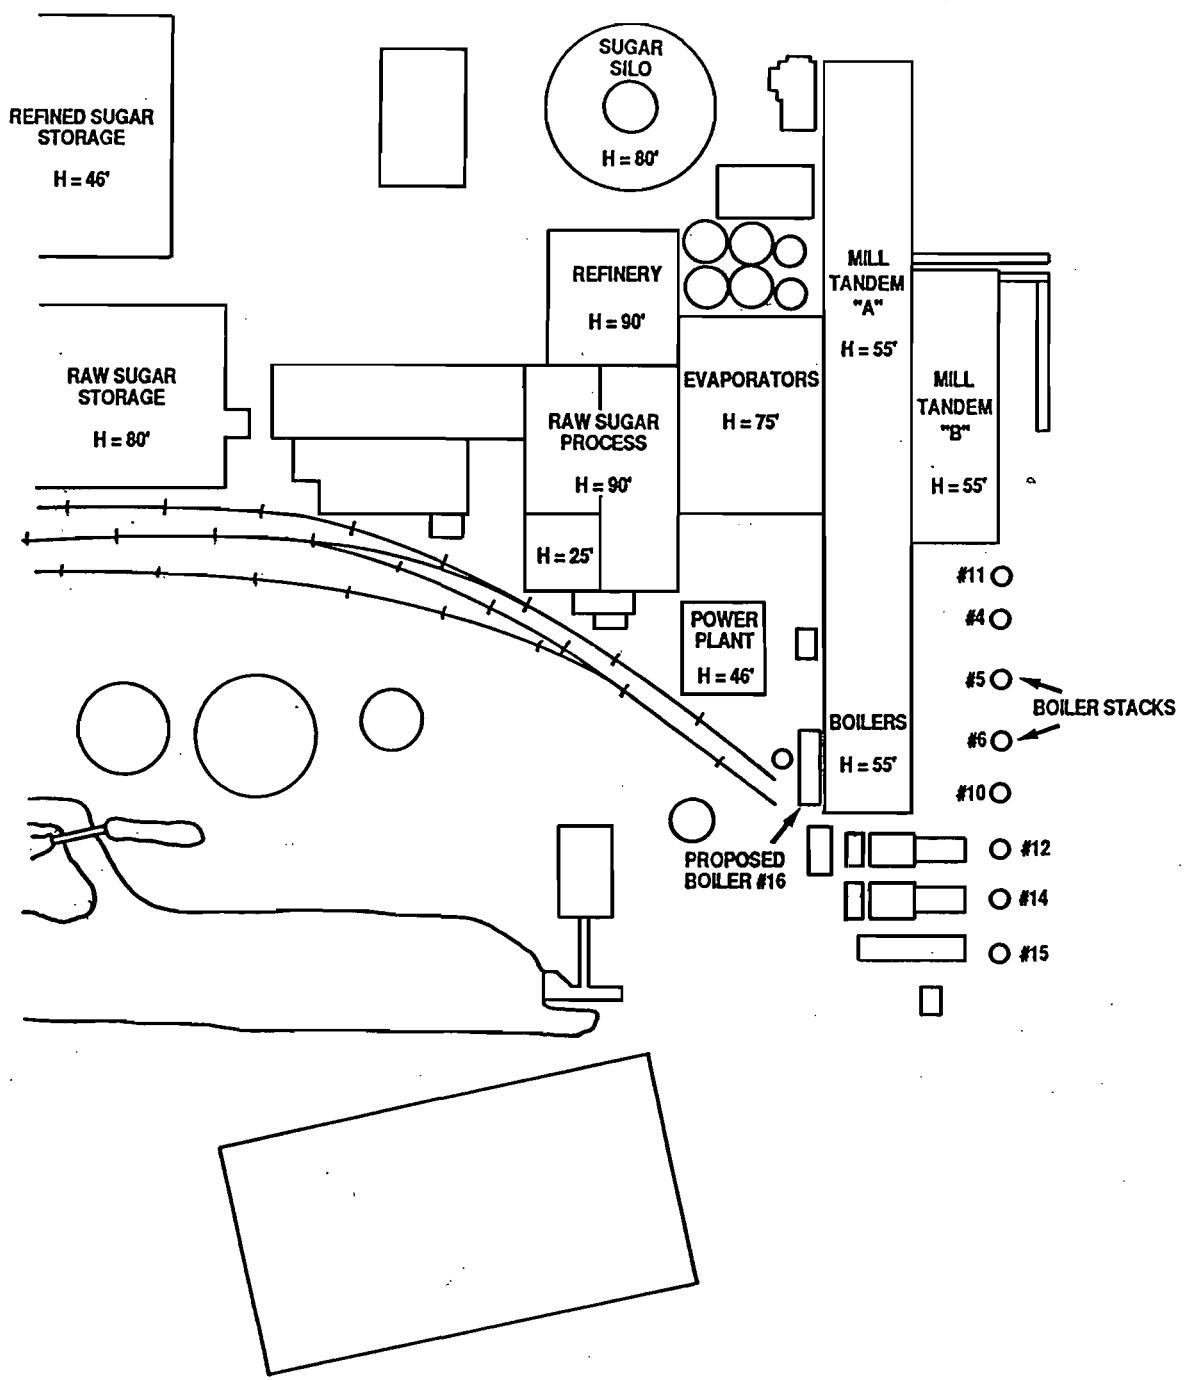 SUGAR
SILO
H = 80'
REFINED SUGAR
STORAGE
H = 46'
REFINERY
H = 90'
MILL
TANDEM
"A"
H = 55'
RAW SUGAR
STORAGE
H = 80'
RAW SUGAR
PROCESS
H = 90'
EVAPORATORS
H = 75'
MILL
TANDEM
"B"
H = 55'
H = 25'
POWER
PLANT
H = 46'
#11
#4
#5
BOILER STACKS
#6
BOILERS
H = 55'
#10
PROPOSED
BOILER #16
#12
#14
#15